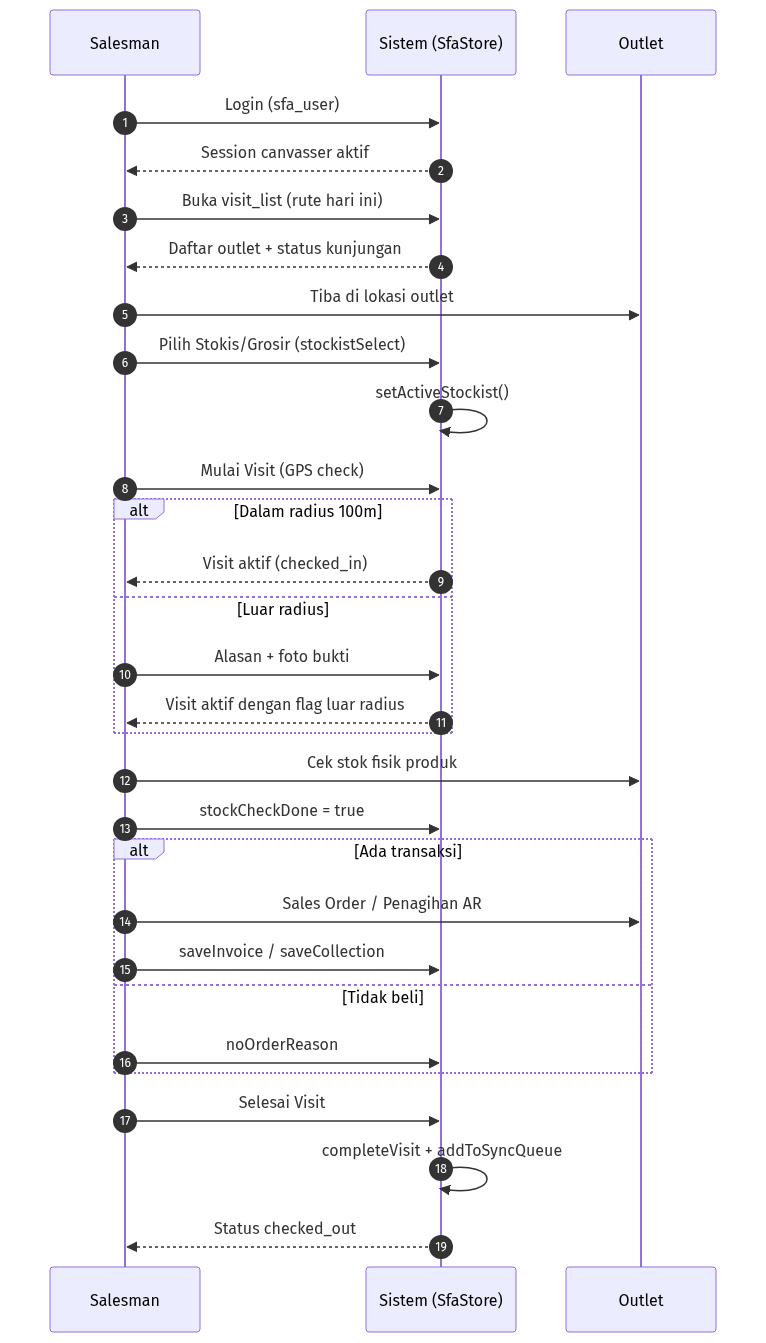 Salesman
Sistem (SfaStore)
Outlet
Login (sfa_user)
1
Session canvasser aktif
2
Buka visit_list (rute hari ini)
3
Daftar outlet + status kunjungan
4
Tiba di lokasi outlet
5
Pilih Stokis/Grosir (stockistSelect)
6
setActiveStockist()
7
Mulai Visit (GPS check)
8
alt
[Dalam radius 100m]
Visit aktif (checked_in)
9
[Luar radius]
Alasan + foto bukti
10
Visit aktif dengan flag luar radius
11
Cek stok fisik produk
12
stockCheckDone = true
13
alt
[Ada transaksi]
Sales Order / Penagihan AR
14
saveInvoice / saveCollection
15
[Tidak beli]
noOrderReason
16
Selesai Visit
17
completeVisit + addToSyncQueue
18
Status checked_out
19
Salesman
Sistem (SfaStore)
Outlet